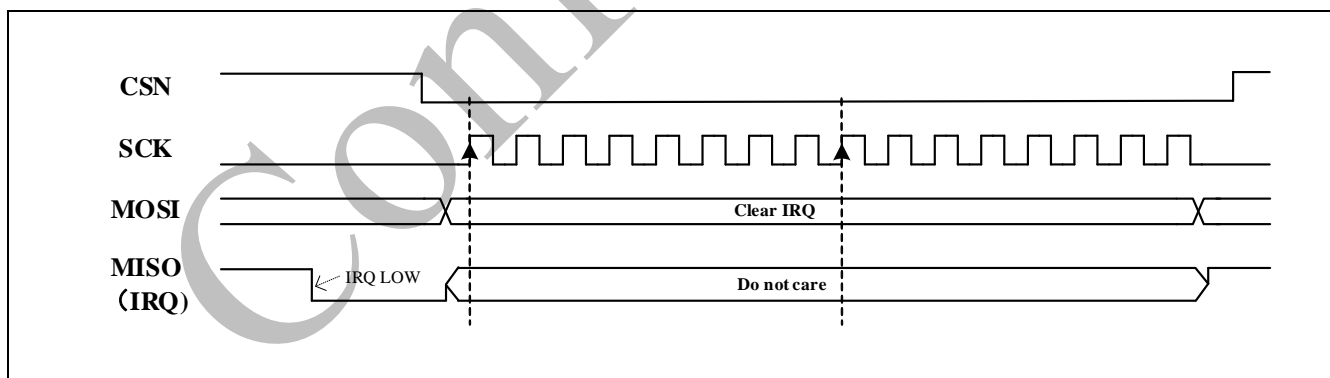 CSN
SCK
MOSI
Clear IRQ
MISO
（IRQ)
IRQ LOW
Do not care